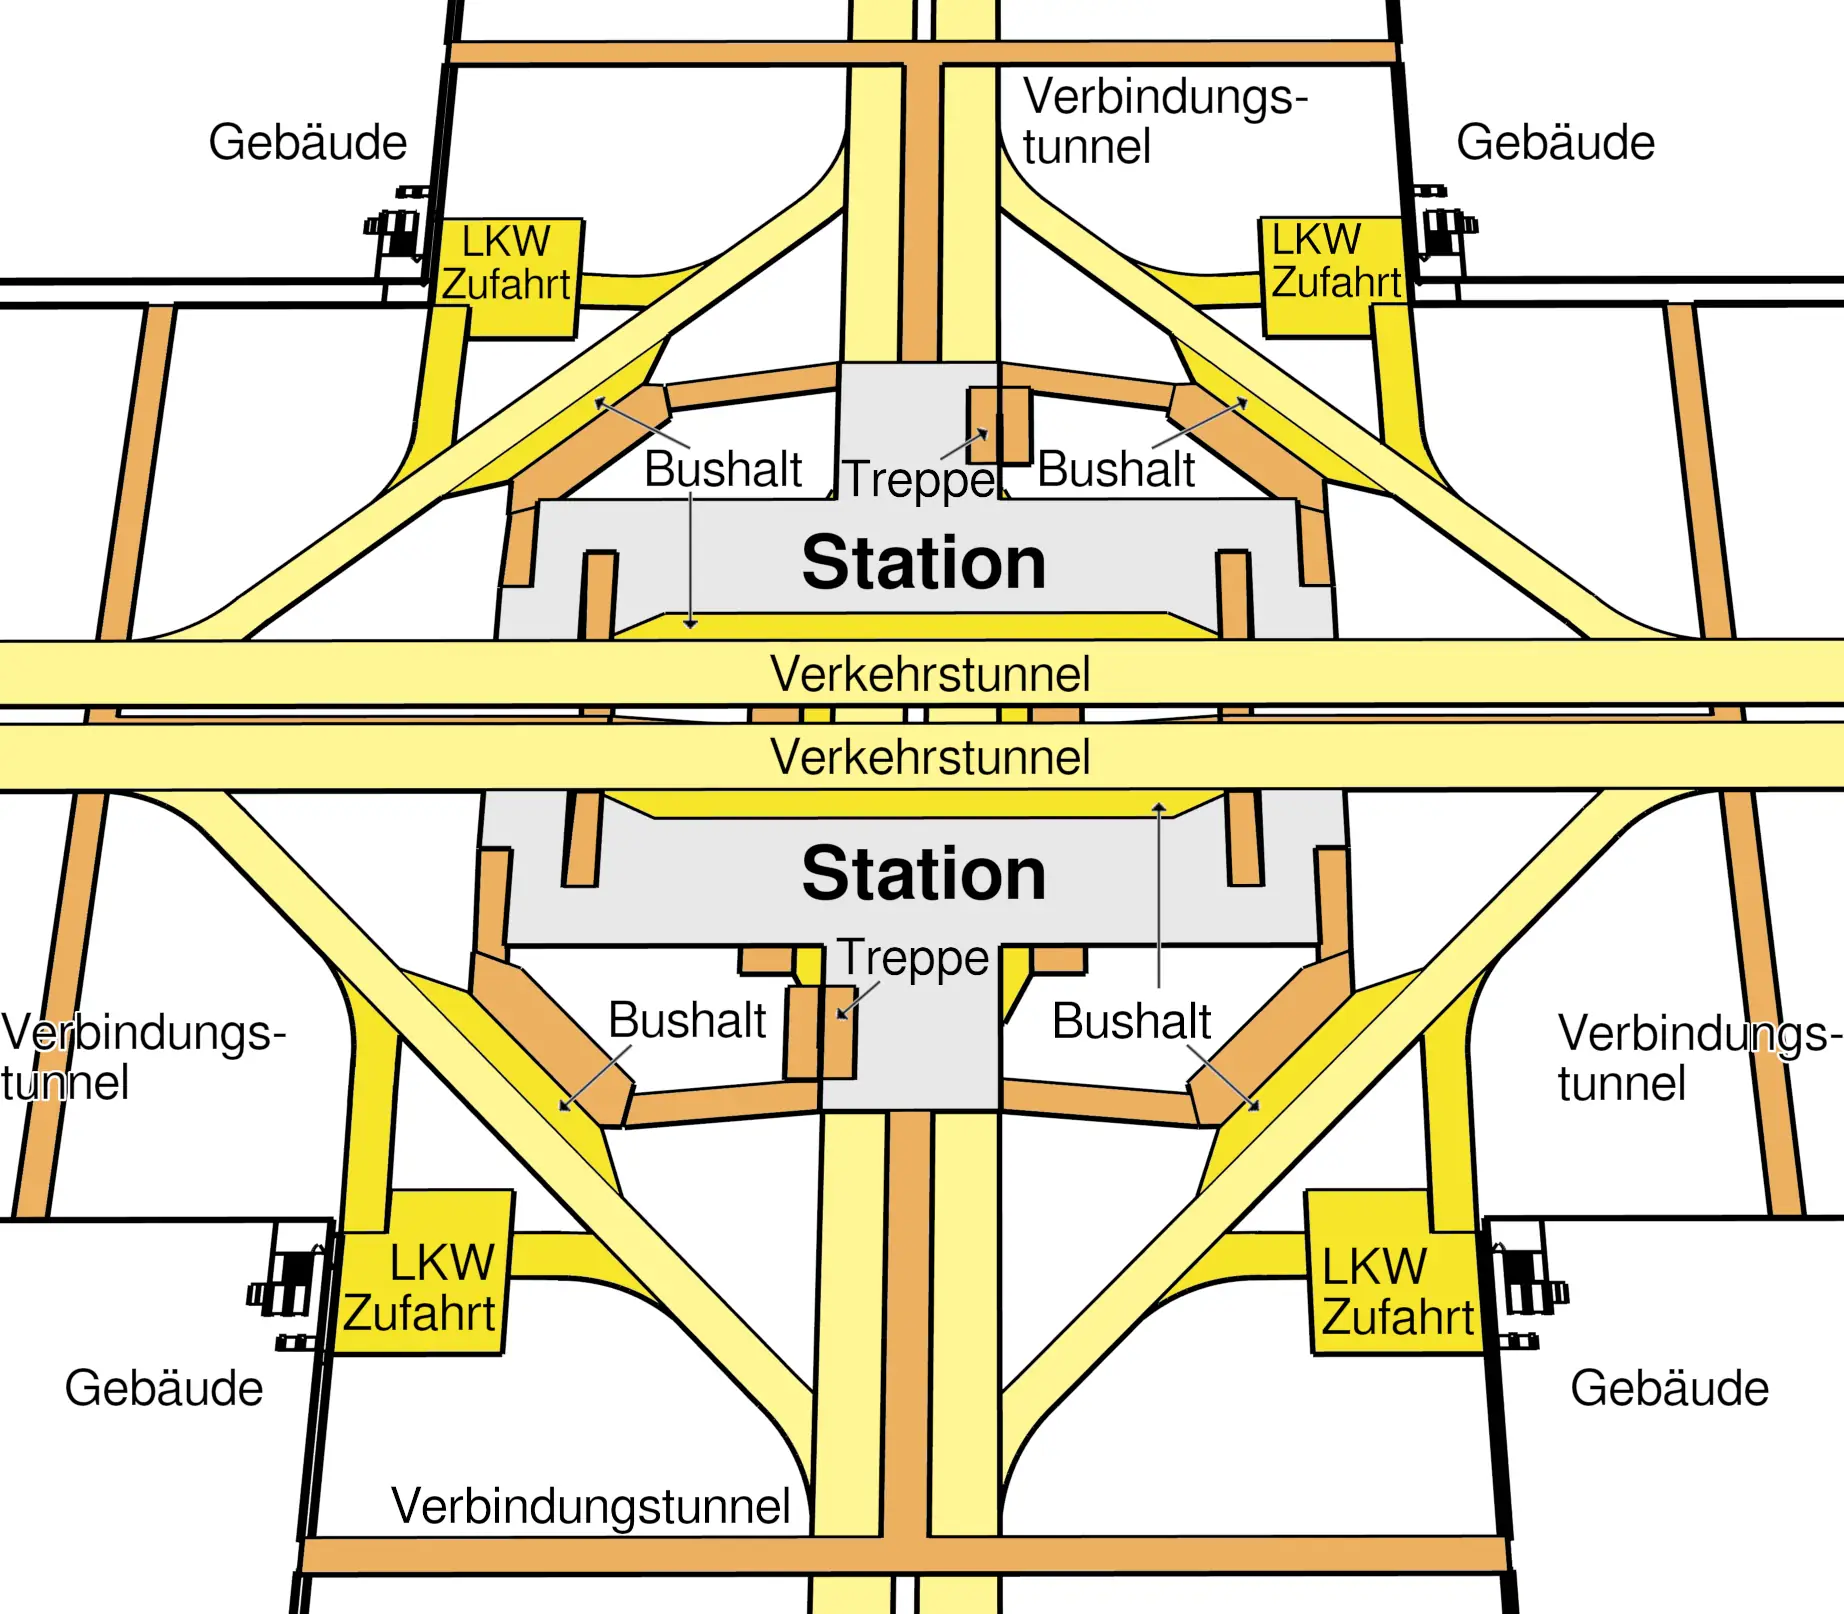 Verbindungs-
tunnel
Gebäude
Gebäude
LKW
Zufahrt
LKW
Zufahrt
Bushalt
Treppe
Bushalt
Station
Verkehrstunnel
Verkehrstunnel
Station
Treppe
Bushalt
Bushalt
Verbindungs-
tunnel
Verbindungs-
tunnel
LKW
Zufahrt
LKW
Zufahrt
Gebäude
Gebäude
Verbindungstunnel